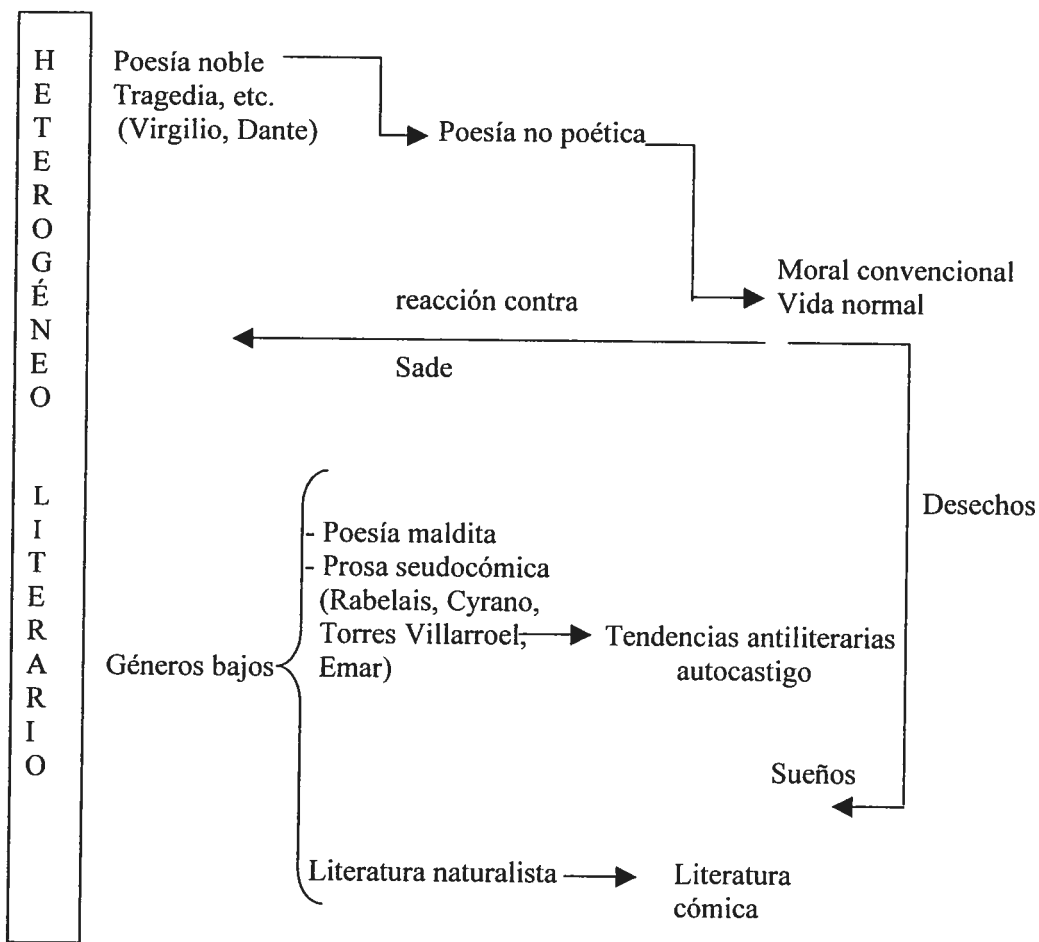 HETEROGÉNEO LITERARIO
Poesía noble
Tragedia, etc.
(Virgilio, Dante)
Poesía no poética
Moral convencional
Vida normal
reacción contra
Sade
Desechos
Géneros bajos
- Poesía maldita
- Prosa seudocómica
(Rabelais, Cyrano,
Torres Villarroel,
Emar)
Tendencias antiliterarias
autocastigo
Sueños
Literatura naturalista
Literatura
cómica